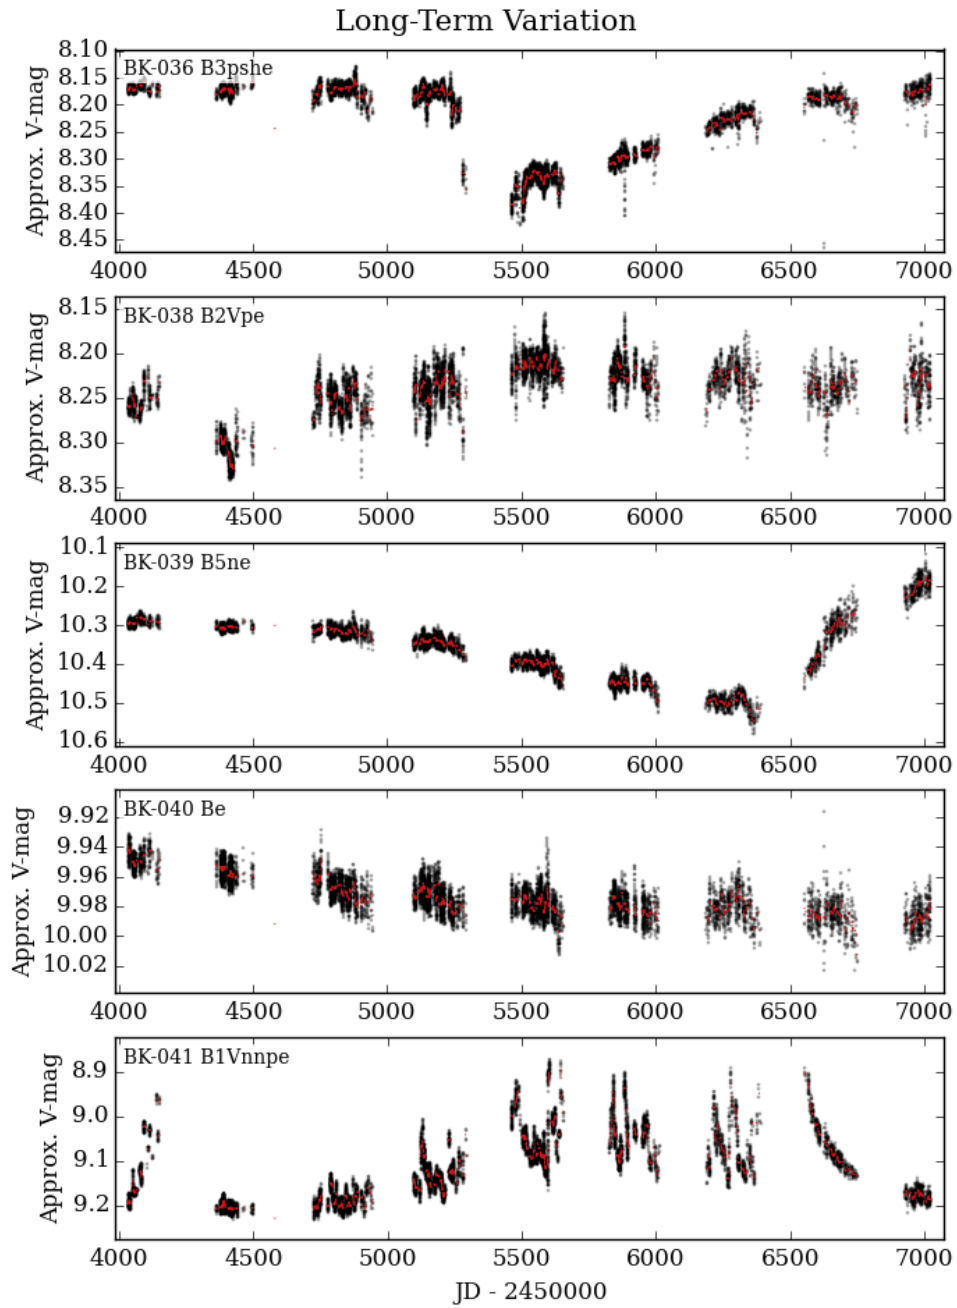 Long-Term Variation
BK-036 B3pshe
Approx. V-mag
8.10
8.15
8.20
8.25
8.30
8.35
8.40
8.45
4000 4500 5000 5500 6000 6500 7000
BK-038 B2Vpe
Approx. V-mag
8.15
8.20
8.25
8.30
8.35
4000 4500 5000 5500 6000 6500 7000
BK-039 B5ne
Approx. V-mag
10.1
10.2
10.3
10.4
10.5
10.6
4000 4500 5000 5500 6000 6500 7000
BK-040 Be
Approx. V-mag
9.92
9.94
9.96
9.98
10.00
10.02
4000 4500 5000 5500 6000 6500 7000
BK-041 B1Vnnpe
Approx. V-mag
8.9
9.0
9.1
9.2
4000 4500 5000 5500 6000 6500 7000
JD - 2450000